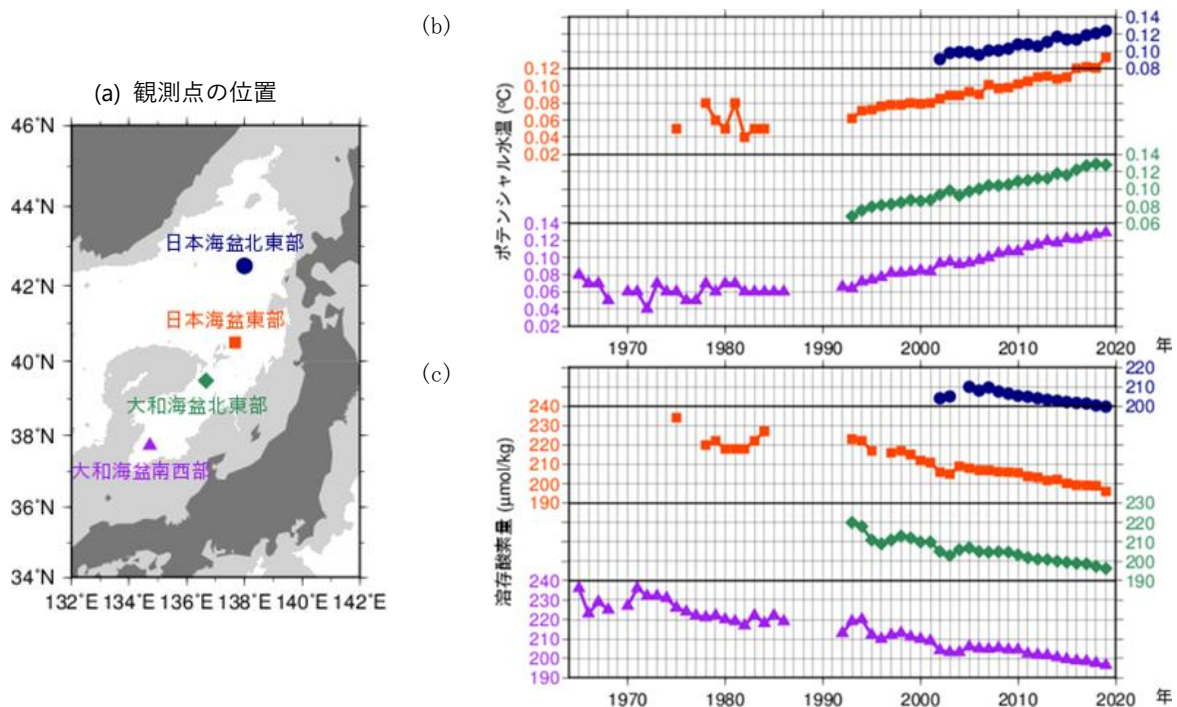 (a) 観測点の位置
46˚N
44˚N
42˚N
40˚N
38˚N
36˚N
34˚N
132˚E 134˚E 136˚E 138˚E 140˚E 142˚E
日本海盆北東部
日本海盆東部
大和海盆北東部
大和海盆南西部
(b)
ポテンシャル水温 (℃)
0.14
0.12
0.10
0.08
0.12
0.10
0.08
0.06
0.04
0.02
0.14
0.12
0.10
0.08
0.06
0.14
0.12
0.10
0.08
0.06
0.04
0.02
1970 1980 1990 2000 2010 2020 年
(c)
溶存酸素量 (μmol/kg)
220
210
200
240
230
220
210
200
190
230
220
210
200
190
240
230
220
210
200
190
1970 1980 1990 2000 2010 2020 年